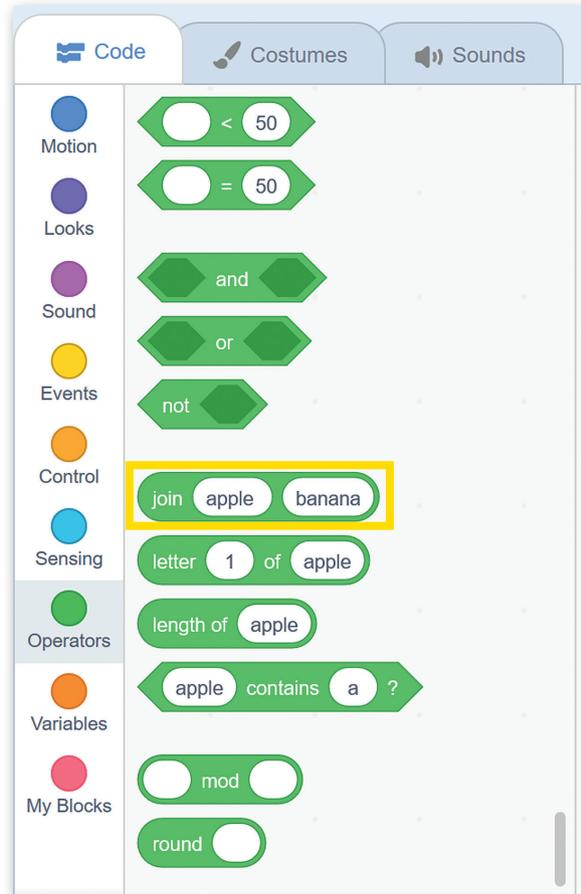 Code
Costumes
Sounds
Motion
Looks
Sound
Events
Control
Sensing
Operators
Variables
My Blocks
< 50
= 50
and
or
not
join apple banana
letter 1 of apple
length of apple
apple contains a ?
mod
round